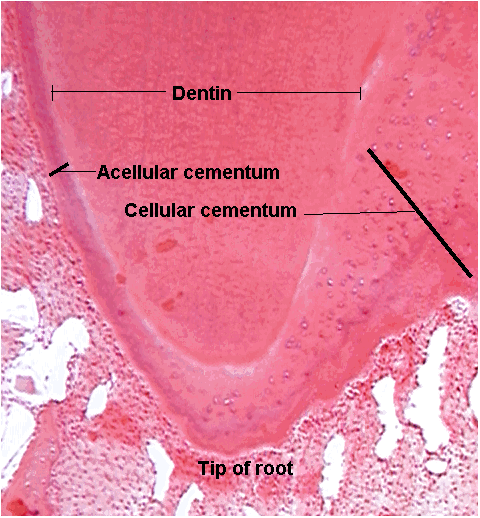 Dentin
Acellular cementum
Cellular cementum
Tip of root